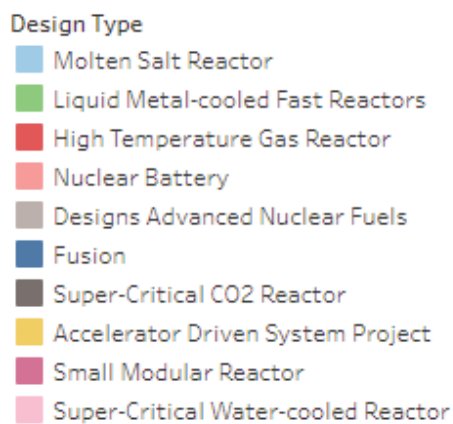 Design Type
Molten Salt Reactor
Liquid Metal-cooled Fast Reactors
High Temperature Gas Reactor
Nuclear Battery
Designs Advanced Nuclear Fuels
Fusion
Super-Critical CO2 Reactor
Accelerator Driven System Project
Small Modular Reactor
Super-Critical Water-cooled Reactor